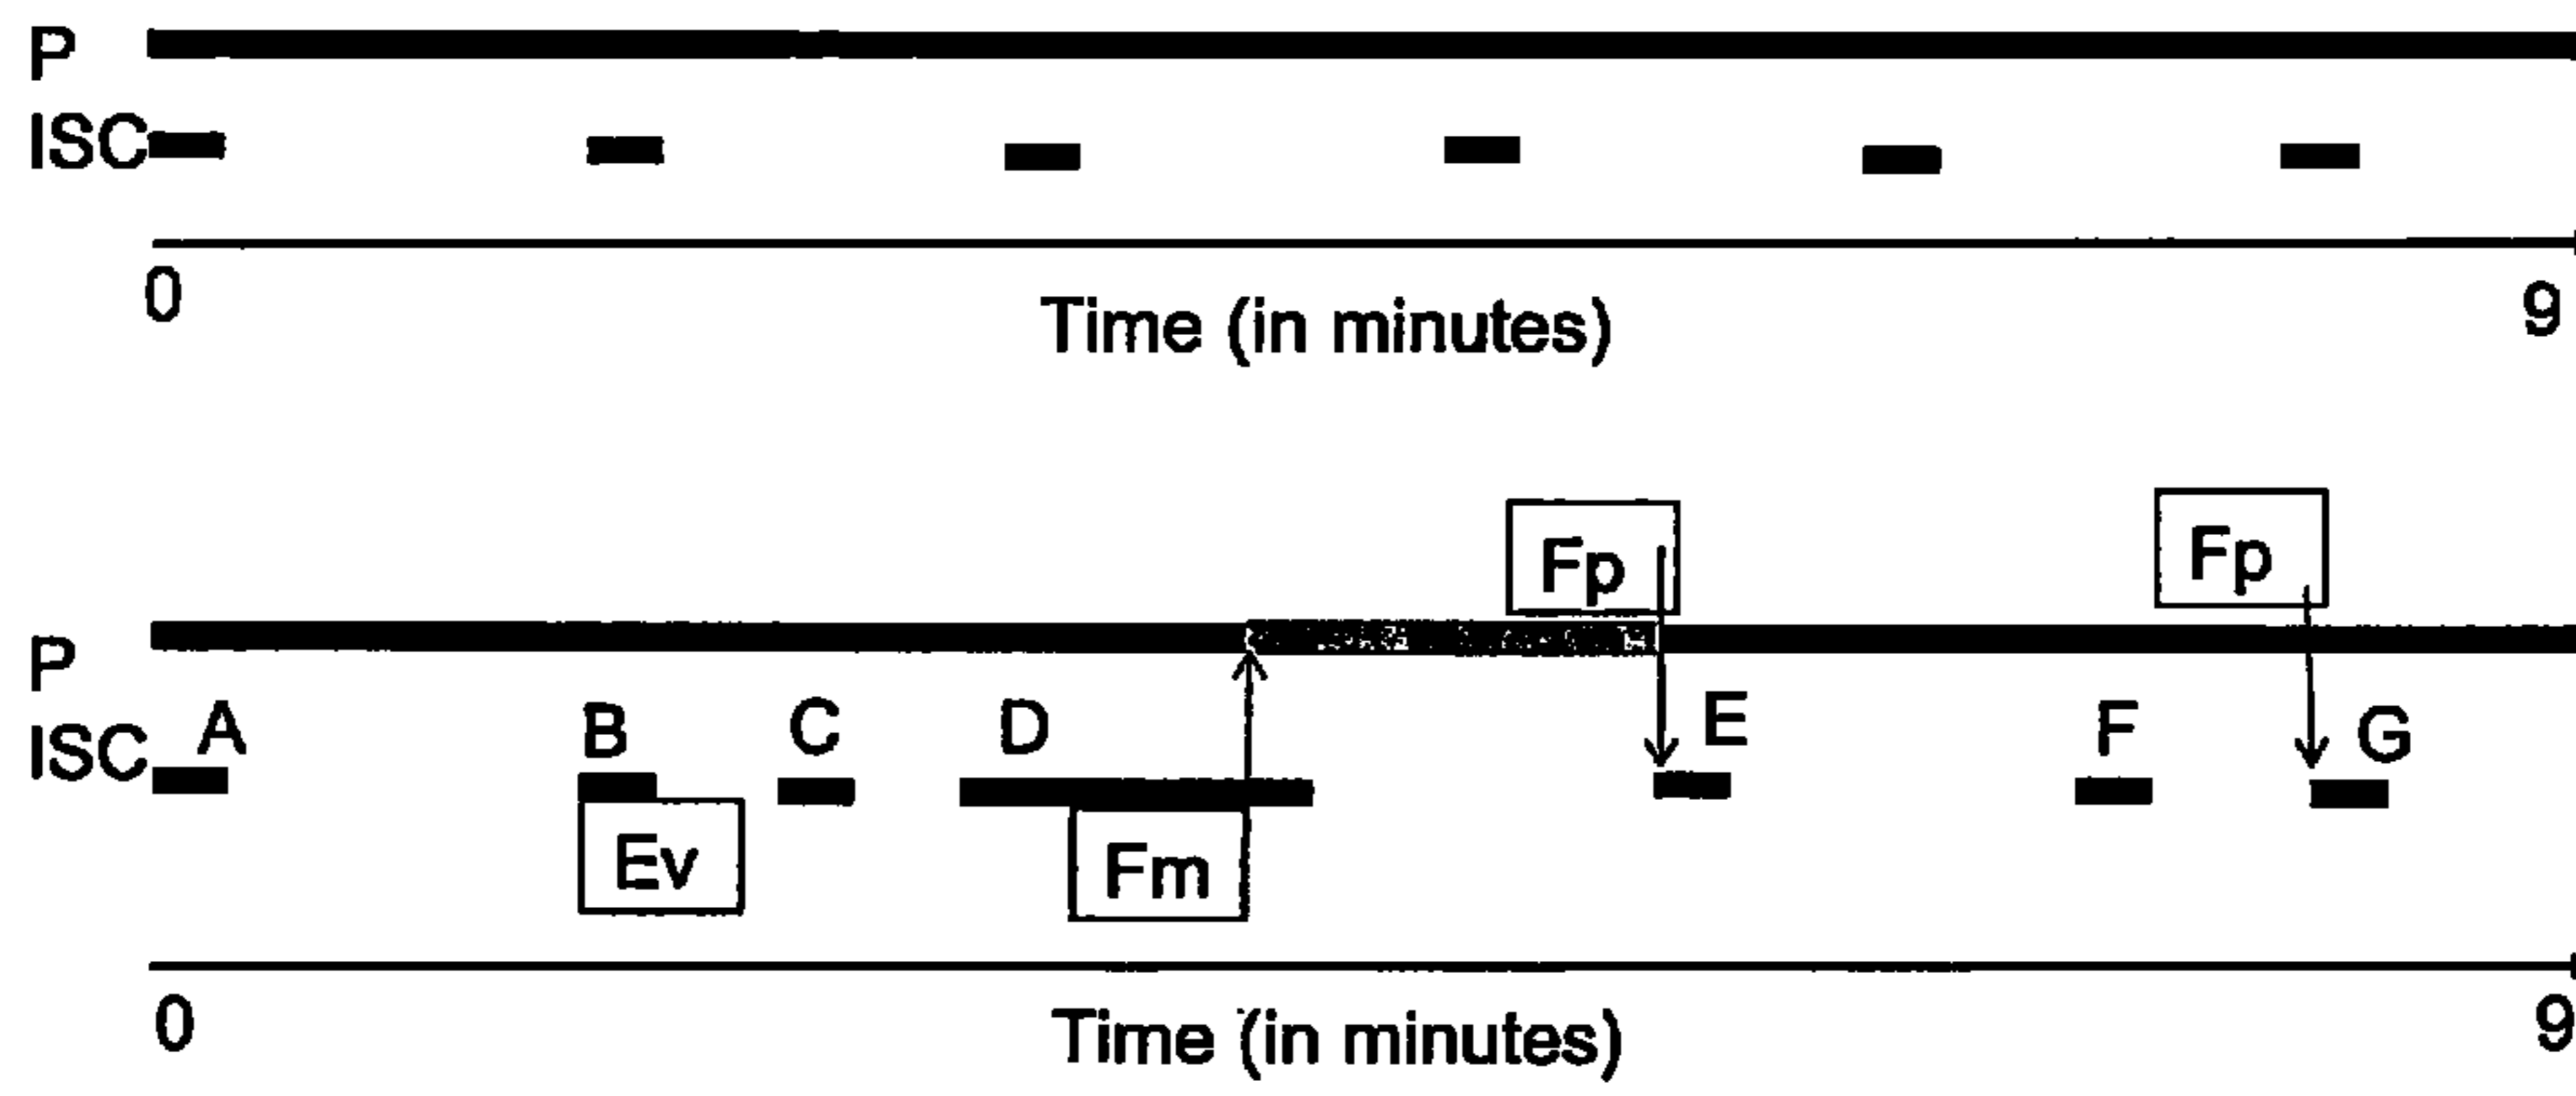 P
ISC
0 9
Time (in minutes)
Fp Fp
P
A B C D E F G
ISC
Ev Fm
0 9
Time (in minutes)